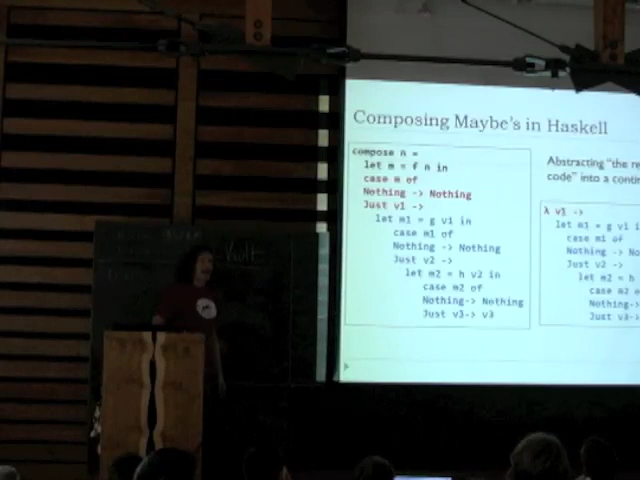 Composing Maybe's in Haskell
compose n =
let m = f n in
case m of
Nothing -> Nothing
Just v1 ->
let m1 = g v1 in
case m1 of
Nothing -> Nothing
Just v2 ->
let m2 = h v2 in
case m2 of
Nothing-> Nothing
Just v3-> v3
Abstracting "the re
code" into a contin
λ v1 ->
let m1 = g v1 in
case m1 of
Nothing -> No
Just v2 ->
let m2 = h
case m2 o
Nothing->
Just v3->